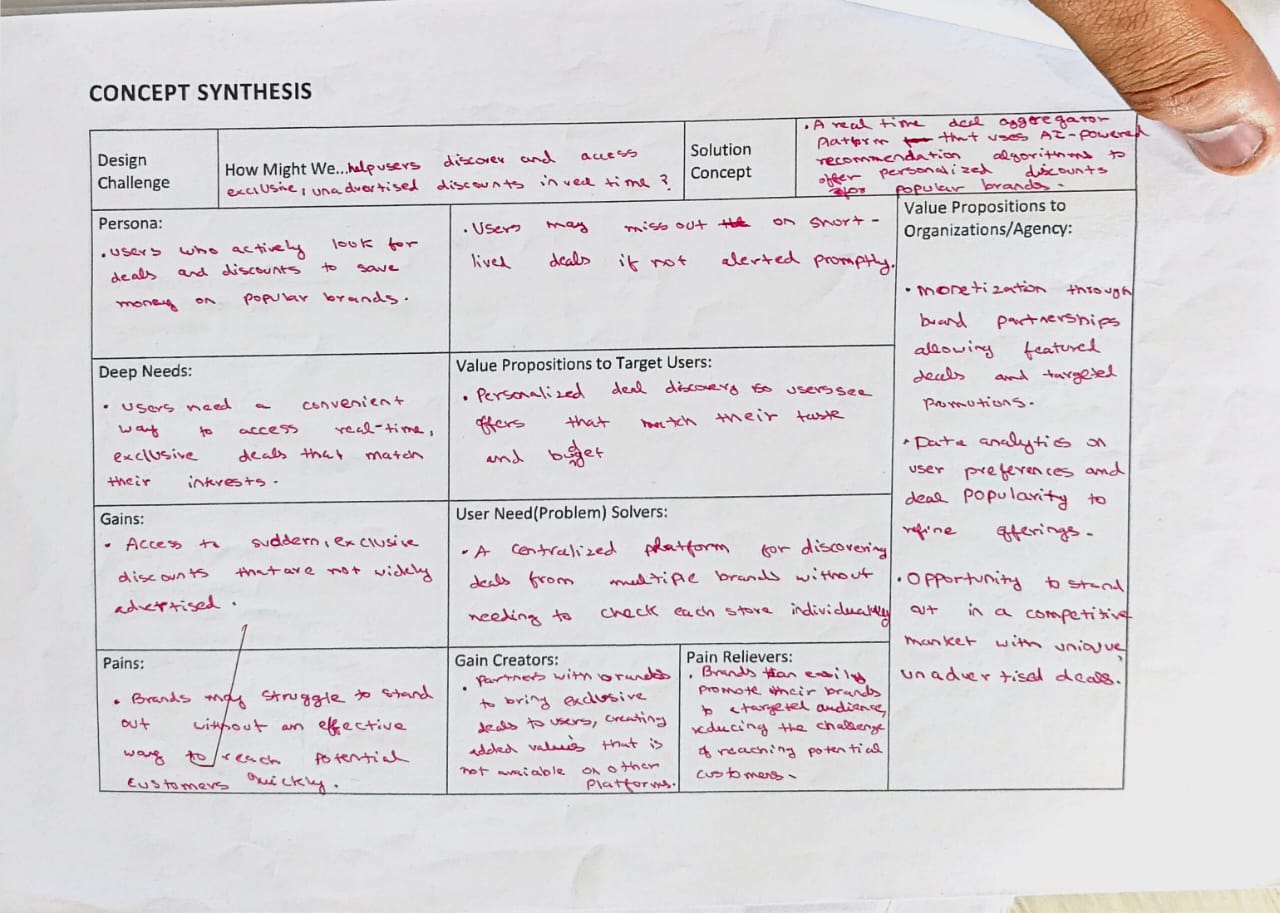 CONCEPT SYNTHESIS
Design
Challenge
How Might We...help users discover and access
exclusive, unadvertised discounts in real time ?
Solution
Concept
• A real time deal aggregator
platform that uses AI-powered
recommendation algorithms to
offer personalized discounts
for popular brands.
Persona:
• users who actively look for
deals and discounts to save
money on popular brands.
• Users may miss out on short-
lived deals if not alerted promptly.
Deep Needs:
• Users need a convenient
way to access real-time,
exclusive deals that match
their interests.
Value Propositions to Target Users:
• Personalized deal discovery so users see
offers that match their taste
and budget
Gains:
• Access to suddern, exclusive
discounts that are not widely
advertised.
User Need(Problem) Solvers:
• A centralized platform for discovering
deals from multiple brands without
needing to check each store individually
Pains:
• Brands may struggle to stand
out without an effective
way to reach potential
customers quickly.
Gain Creators:
• Partners with brands
to bring exclusive
deals to users, creating
added values that is
not avaiable on other
Platforms.
Pain Relievers:
• Brands can easily
promote their brands
to a targeted audience,
reducing the challenge
of reaching potential
customers.
Value Propositions to
Organizations/Agency:
• Monetization through
brand partnerships
allowing featured
deals and targeted
promotions.
• Data analytics on
user preferences and
deal popularity to
refine offerings.
• Opportunity to stand
out in a competitive
market with unique,
unadvertised deals.